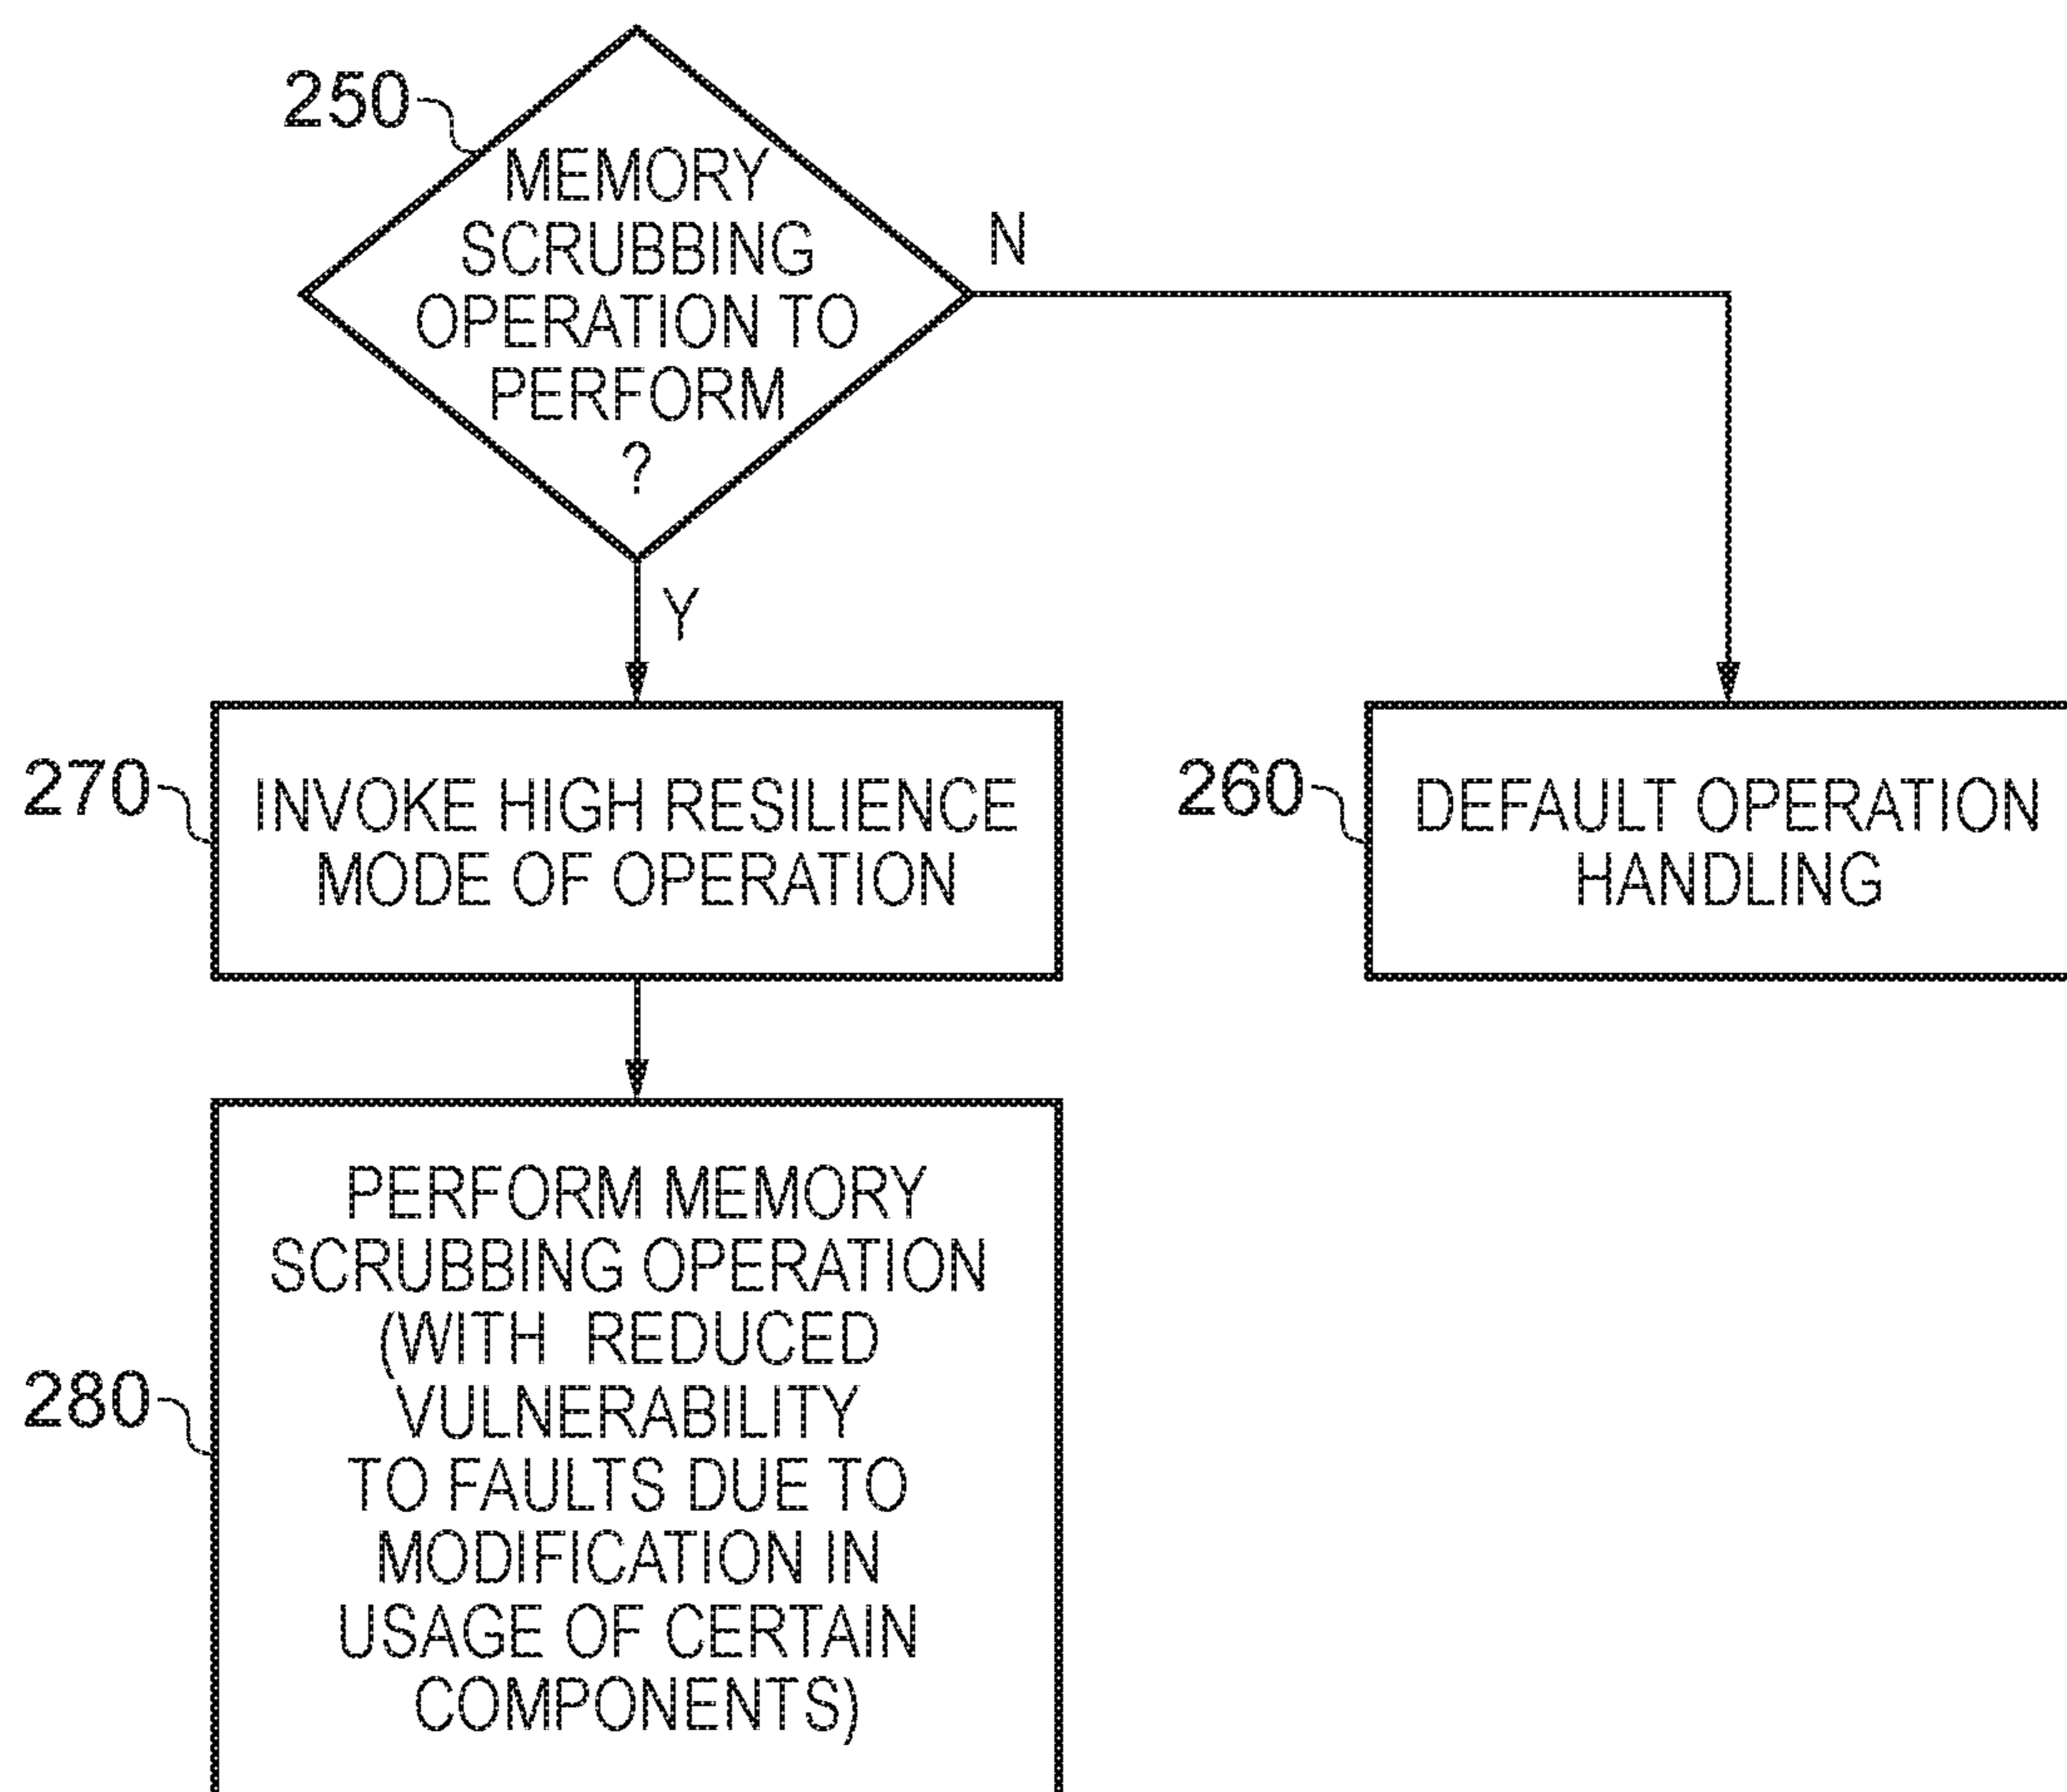 250
MEMORY
SCRUBBING
OPERATION TO
PERFORM
?
N
Y
270
INVOKE HIGH RESILIENCE
MODE OF OPERATION
260
DEFAULT OPERATION
HANDLING
280
PERFORM MEMORY
SCRUBBING OPERATION
(WITH REDUCED
VULNERABILITY
TO FAULTS DUE TO
MODIFICATION IN
USAGE OF CERTAIN
COMPONENTS)